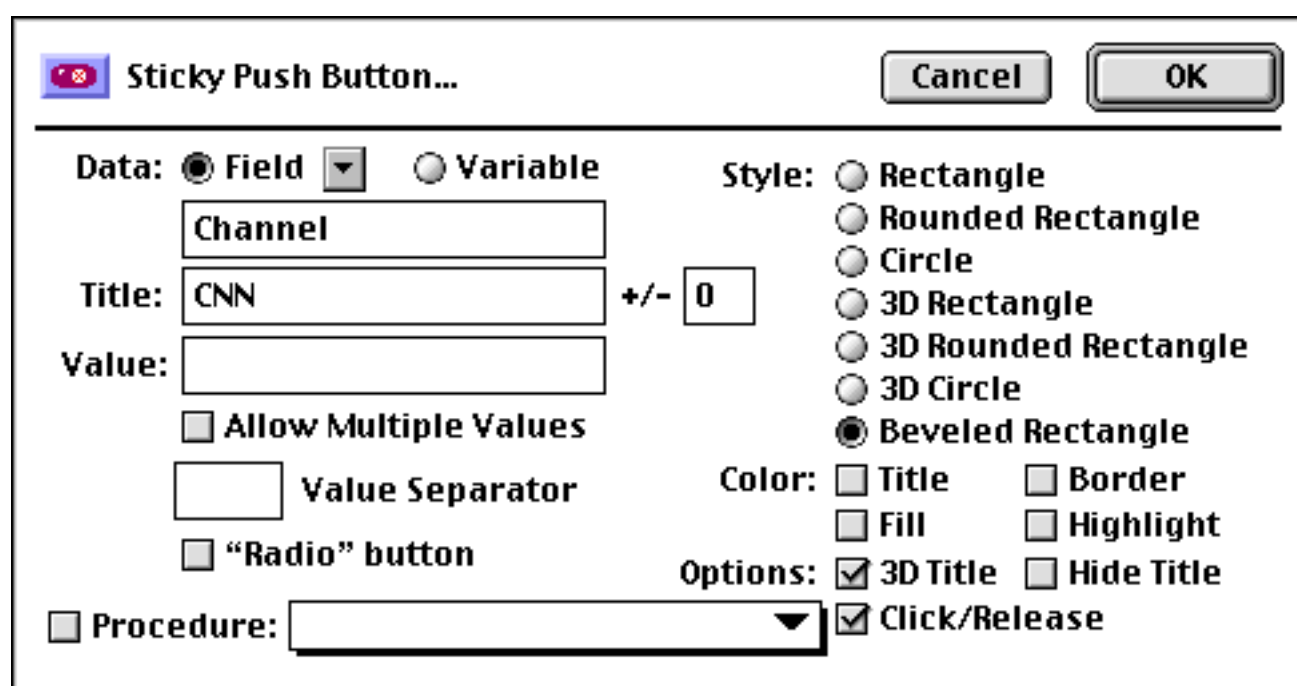 Sticky Push Button... Cancel OK
Data: Field Variable Style: Rectangle
Channel Rounded Rectangle
Circle
Title: CNN +/- 0 3D Rectangle
Value: 3D Rounded Rectangle
3D Circle
Allow Multiple Values Beveled Rectangle
Value Separator Color: Title Border
Fill Highlight
“Radio” button Options: 3D Title Hide Title
Procedure: Click/Release